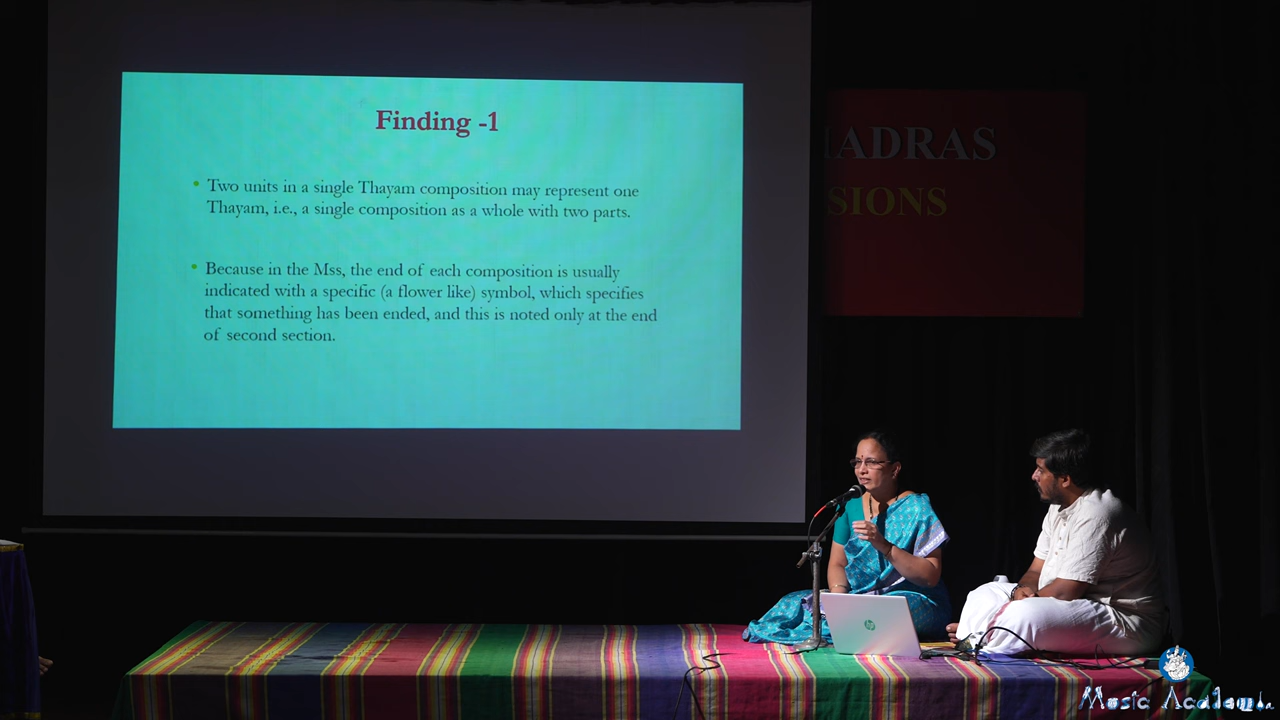 Finding -1
• Two units in a single Thayam composition may represent one
Thayam, i.e., a single composition as a whole with two parts.
• Because in the Mss, the end of each composition is usually
indicated with a specific (a flower like) symbol, which specifies
that something has been ended, and this is noted only at the end
of second section.
ADRAS
SIONS
hp
Music Academy